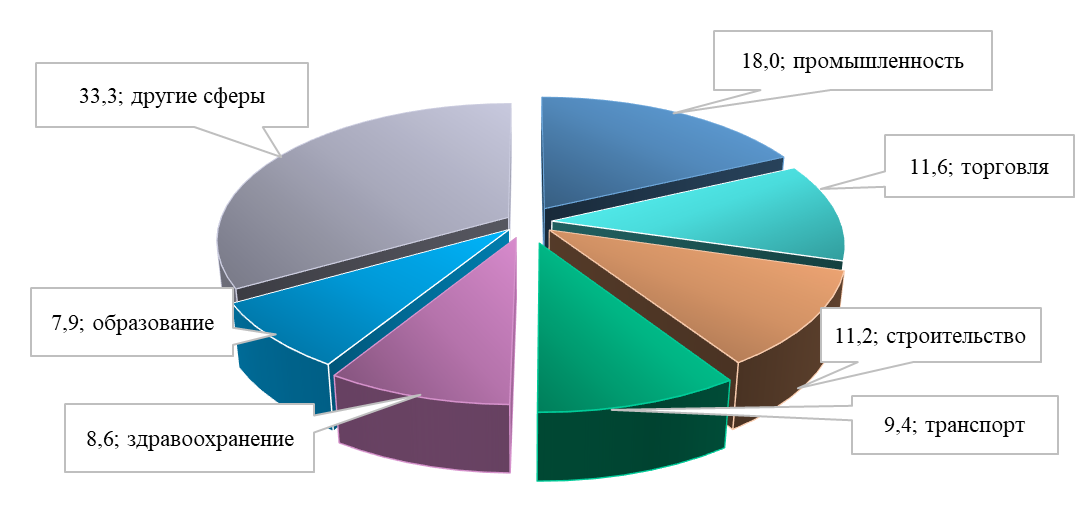 18,0; промышленность
33,3; другие сферы
11,6; торговля
7,9; образование
11,2; строительство
9,4; транспорт
8,6; здравоохранение